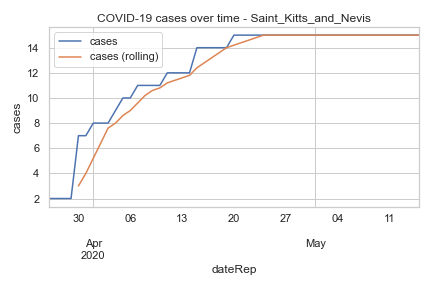 COVID-19 cases over time - Saint_Kitts_and_Nevis
cases
cases (rolling)
cases
14
12
10
8
6
4
2
30 06 13 20 27 04 11
Apr May
2020
dateRep